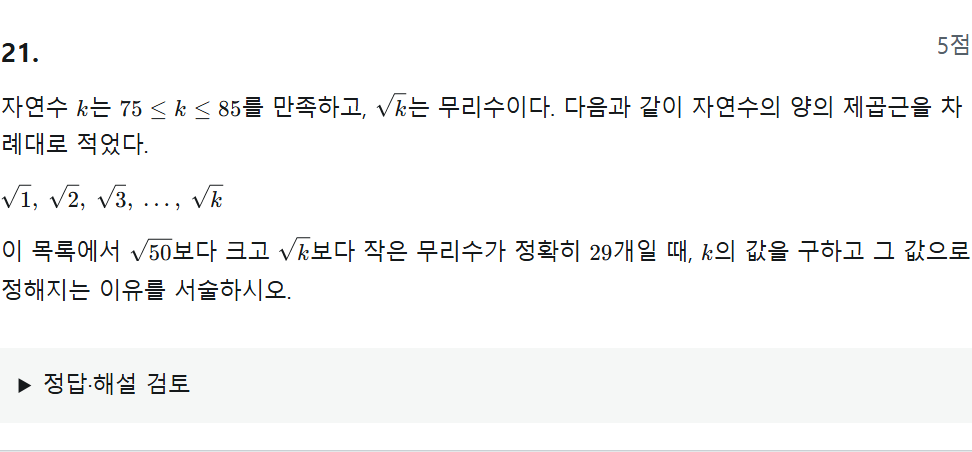 21.
5점
자연수 k는 75 ≤ k ≤ 85를 만족하고, √k는 무리수이다. 다음과 같이 자연수의 양의 제곱근을 차
례대로 적었다.
√1, √2, √3, …, √k
이 목록에서 √50보다 크고 √k보다 작은 무리수가 정확히 29개일 때, k의 값을 구하고 그 값으로
정해지는 이유를 서술하시오.
▶ 정답·해설 검토